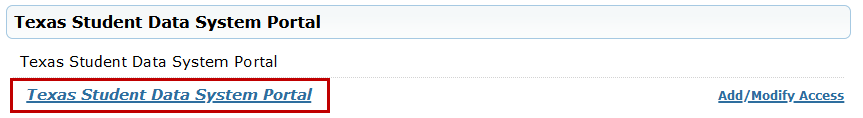 Texas Student Data System Portal
Texas Student Data System Portal
Texas Student Data System Portal Add/Modify Access